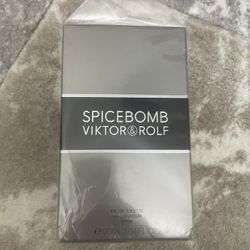 SPICEBOMB
VIKTOR&ROLF
EAU DE TOILETTE